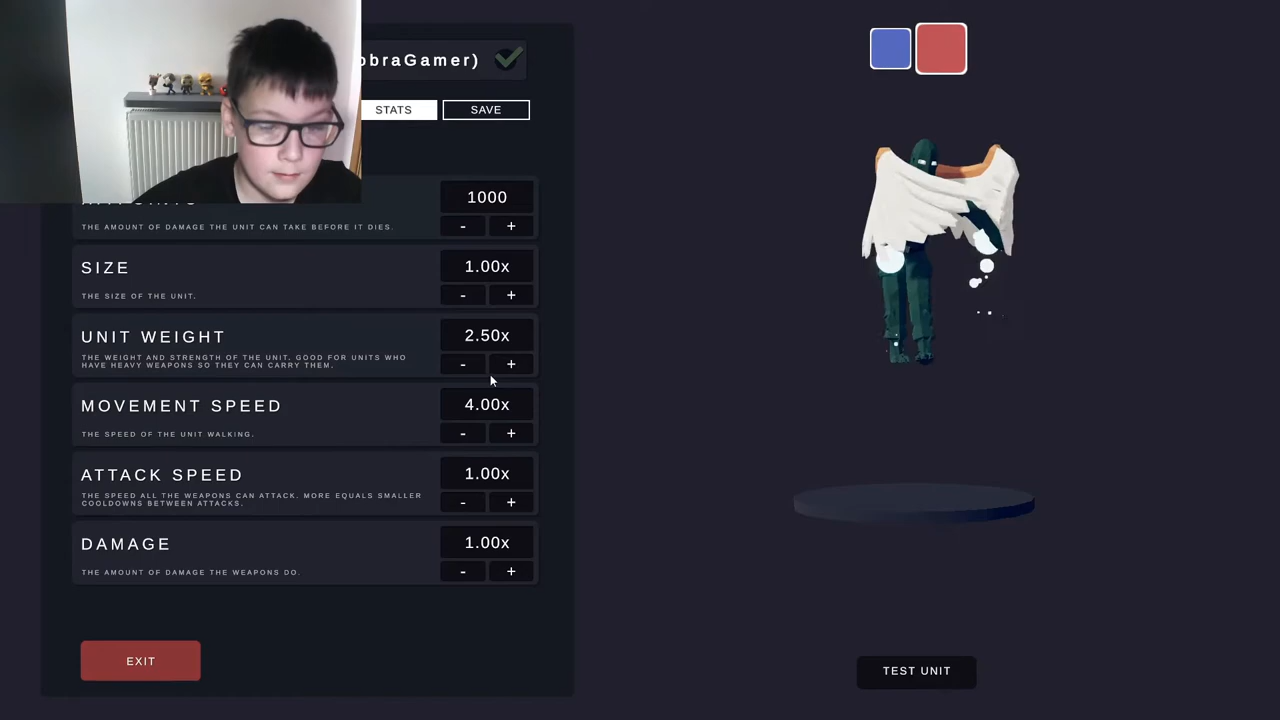 obraGamer)
STATS
SAVE
1000
THE AMOUNT OF DAMAGE THE UNIT CAN TAKE BEFORE IT DIES.
- +
SIZE
1.00x
THE SIZE OF THE UNIT.
- +
UNIT WEIGHT
2.50x
THE WEIGHT AND STRENGTH OF THE UNIT. GOOD FOR UNITS WHO
HAVE HEAVY WEAPONS SO THEY CAN CARRY THEM.
- +
MOVEMENT SPEED
4.00x
THE SPEED OF THE UNIT WALKING.
- +
ATTACK SPEED
1.00x
THE SPEED ALL THE WEAPONS CAN ATTACK. MORE EQUALS SMALLER
COOLDOWNS BETWEEN ATTACKS.
- +
DAMAGE
1.00x
THE AMOUNT OF DAMAGE THE WEAPONS DO.
- +
EXIT
TEST UNIT